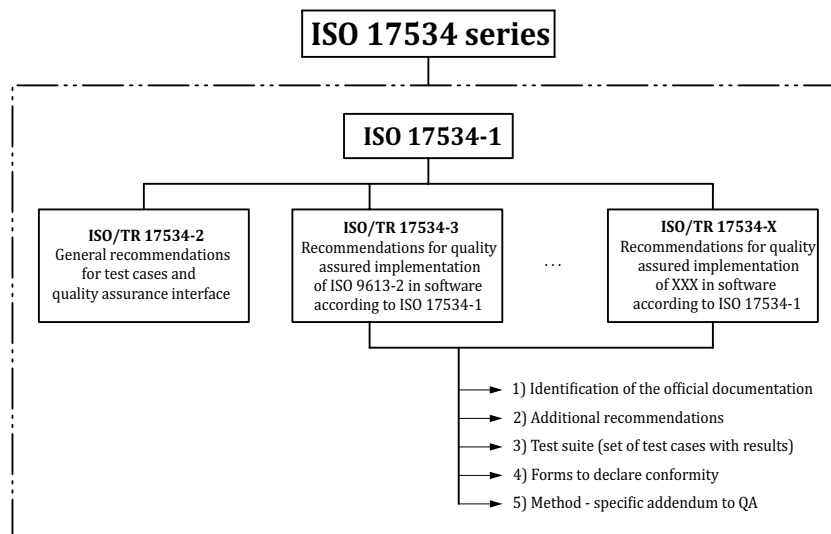 ISO 17534 series
ISO 17534-1
ISO/TR 17534-2
General recommendations
for test cases and
quality assurance interface
ISO/TR 17534-3
Recommendations for quality
assured implementation
of ISO 9613-2 in software
according to ISO 17534-1
...
ISO/TR 17534-X
Recommendations for quality
assured implementation
of XXX in software
according to ISO 17534-1
1) Identification of the official documentation
2) Additional recommendations
3) Test suite (set of test cases with results)
4) Forms to declare conformity
5) Method - specific addendum to QA